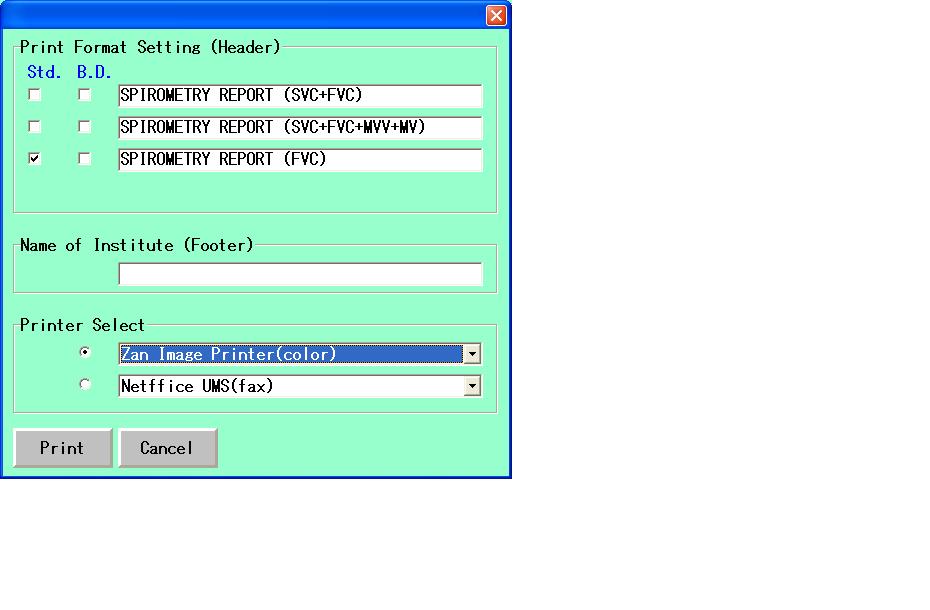 Print Format Setting (Header)
Std. B.D.
SPIROMETRY REPORT (SVC+FVC)
SPIROMETRY REPORT (SVC+FVC+MVV+MV)
SPIROMETRY REPORT (FVC)
Name of Institute (Footer)
Printer Select
Zan Image Printer(color)
Netffice UMS(fax)
Print Cancel